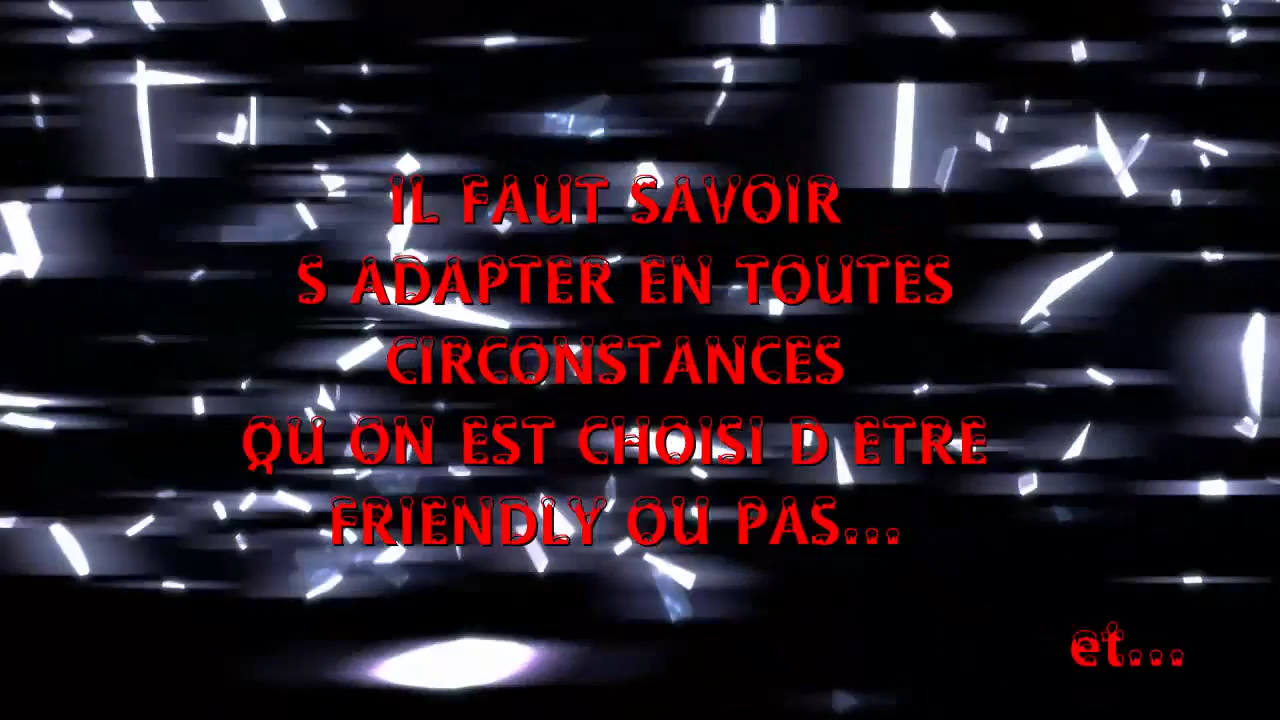 IL FAUT SAVOIR
S ADAPTER EN TOUTES
CIRCONSTANCES
QU ON EST CHOISI D ETRE
FRIENDLY OU PAS...
et...